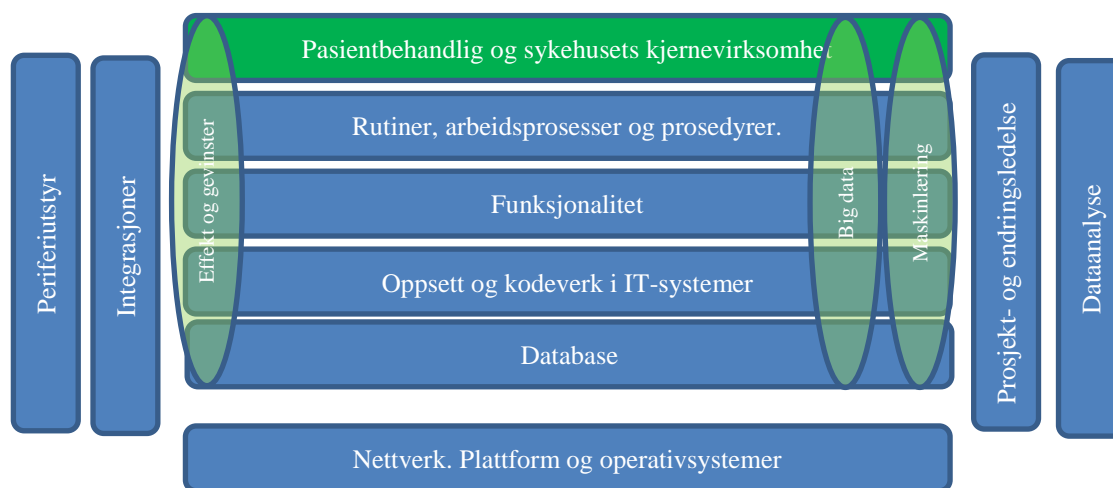 Pasientbehandlig og sykehusets kjernevirksomhet
Rutiner, arbeidsprosesser og prosedyrer.
Funksjonalitet
Oppsett og kodeverk i IT-systemer
Database
Nettverk. Plattform og operativsystemer
Periferiutstyr
Integrasjoner
Effekt og gevinster
Big data
Maskinlæring
Prosjekt- og endringsledelse
Dataanalyse